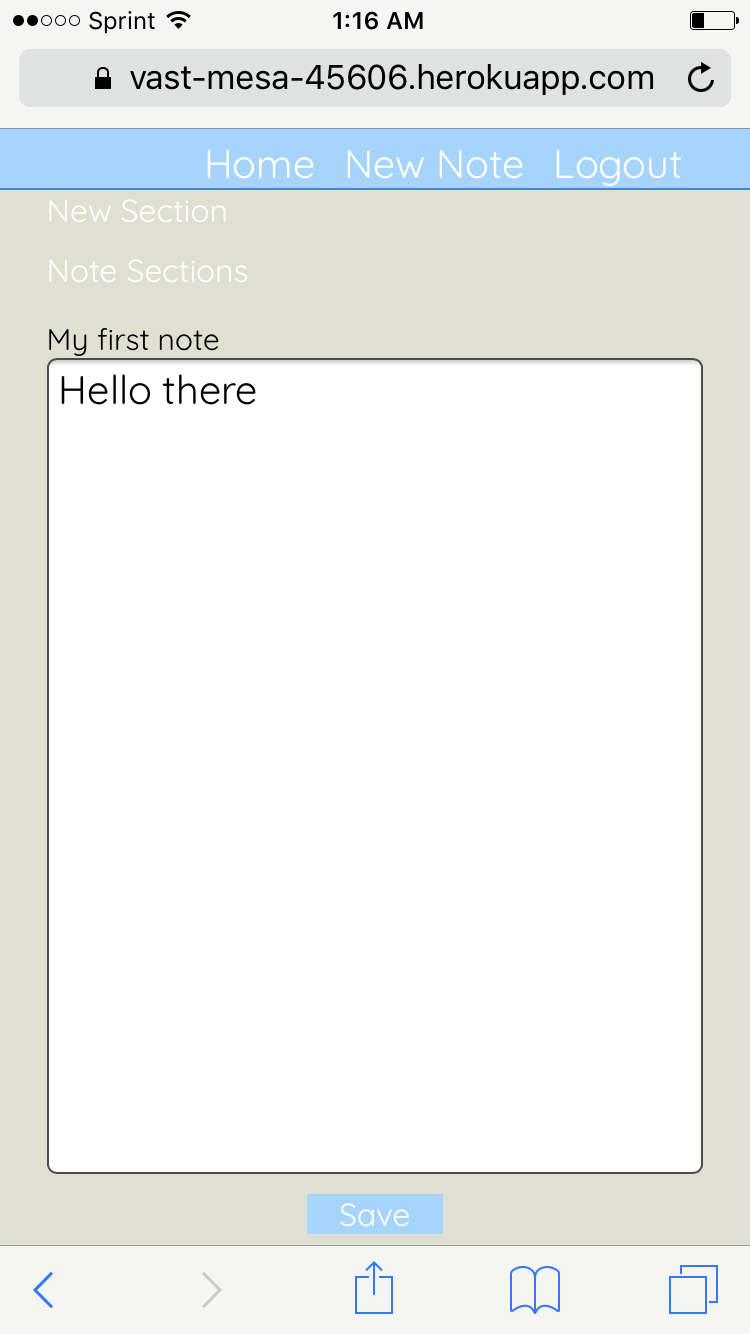 Sprint 1:16 AM
vast-mesa-45606.herokuapp.com
Home New Note Logout
New Section
Note Sections
My first note
Hello there
Save